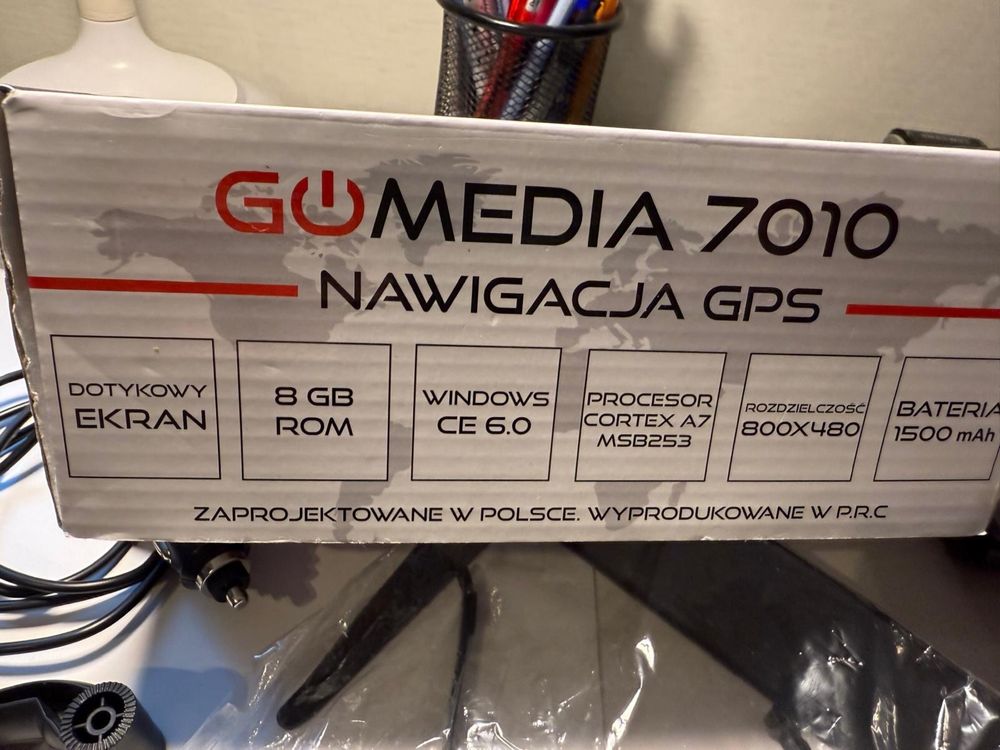 GOMEDIA 7010
NAWIGACJA GPS
DOTYKOWY
EKRAN
8 GB
ROM
WINDOWS
CE 6.0
PROCESOR
CORTEX A7
MSB253
ROZDZIELCZOŚĆ
800X480
BATERIA
1500 mAh
ZAPROJEKTOWANE W POLSCE. WYPRODUKOWANE W P.R.C